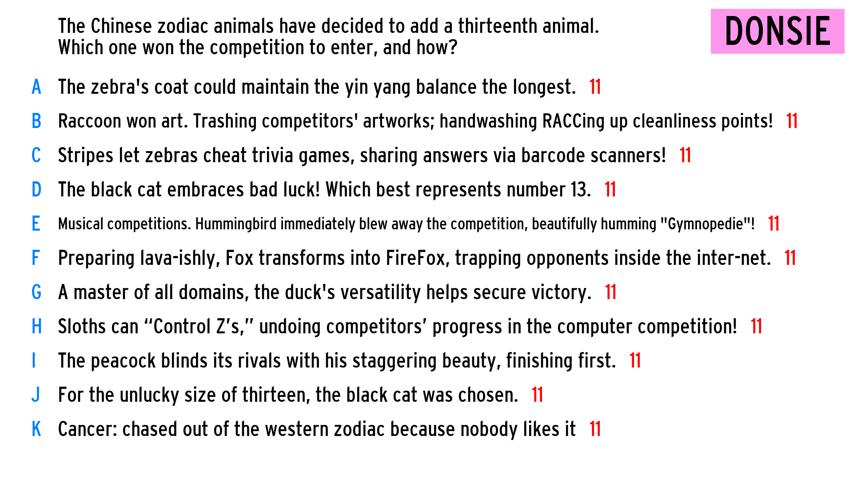 The Chinese zodiac animals have decided to add a thirteenth animal.
Which one won the competition to enter, and how?
DONSIE
A The zebra's coat could maintain the yin yang balance the longest. 11
B Raccoon won art. Trashing competitors' artworks; handwashing RACCing up cleanliness points! 11
C Stripes let zebras cheat trivia games, sharing answers via barcode scanners! 11
D The black cat embraces bad luck! Which best represents number 13. 11
E Musical competitions. Hummingbird immediately blew away the competition, beautifully humming "Gymnopedie"! 11
F Preparing lava-ishly, Fox transforms into FireFox, trapping opponents inside the inter-net. 11
G A master of all domains, the duck's versatility helps secure victory. 11
H Sloths can “Control Z’s,” undoing competitors’ progress in the computer competition! 11
I The peacock blinds its rivals with his staggering beauty, finishing first. 11
J For the unlucky size of thirteen, the black cat was chosen. 11
K Cancer: chased out of the western zodiac because nobody likes it 11